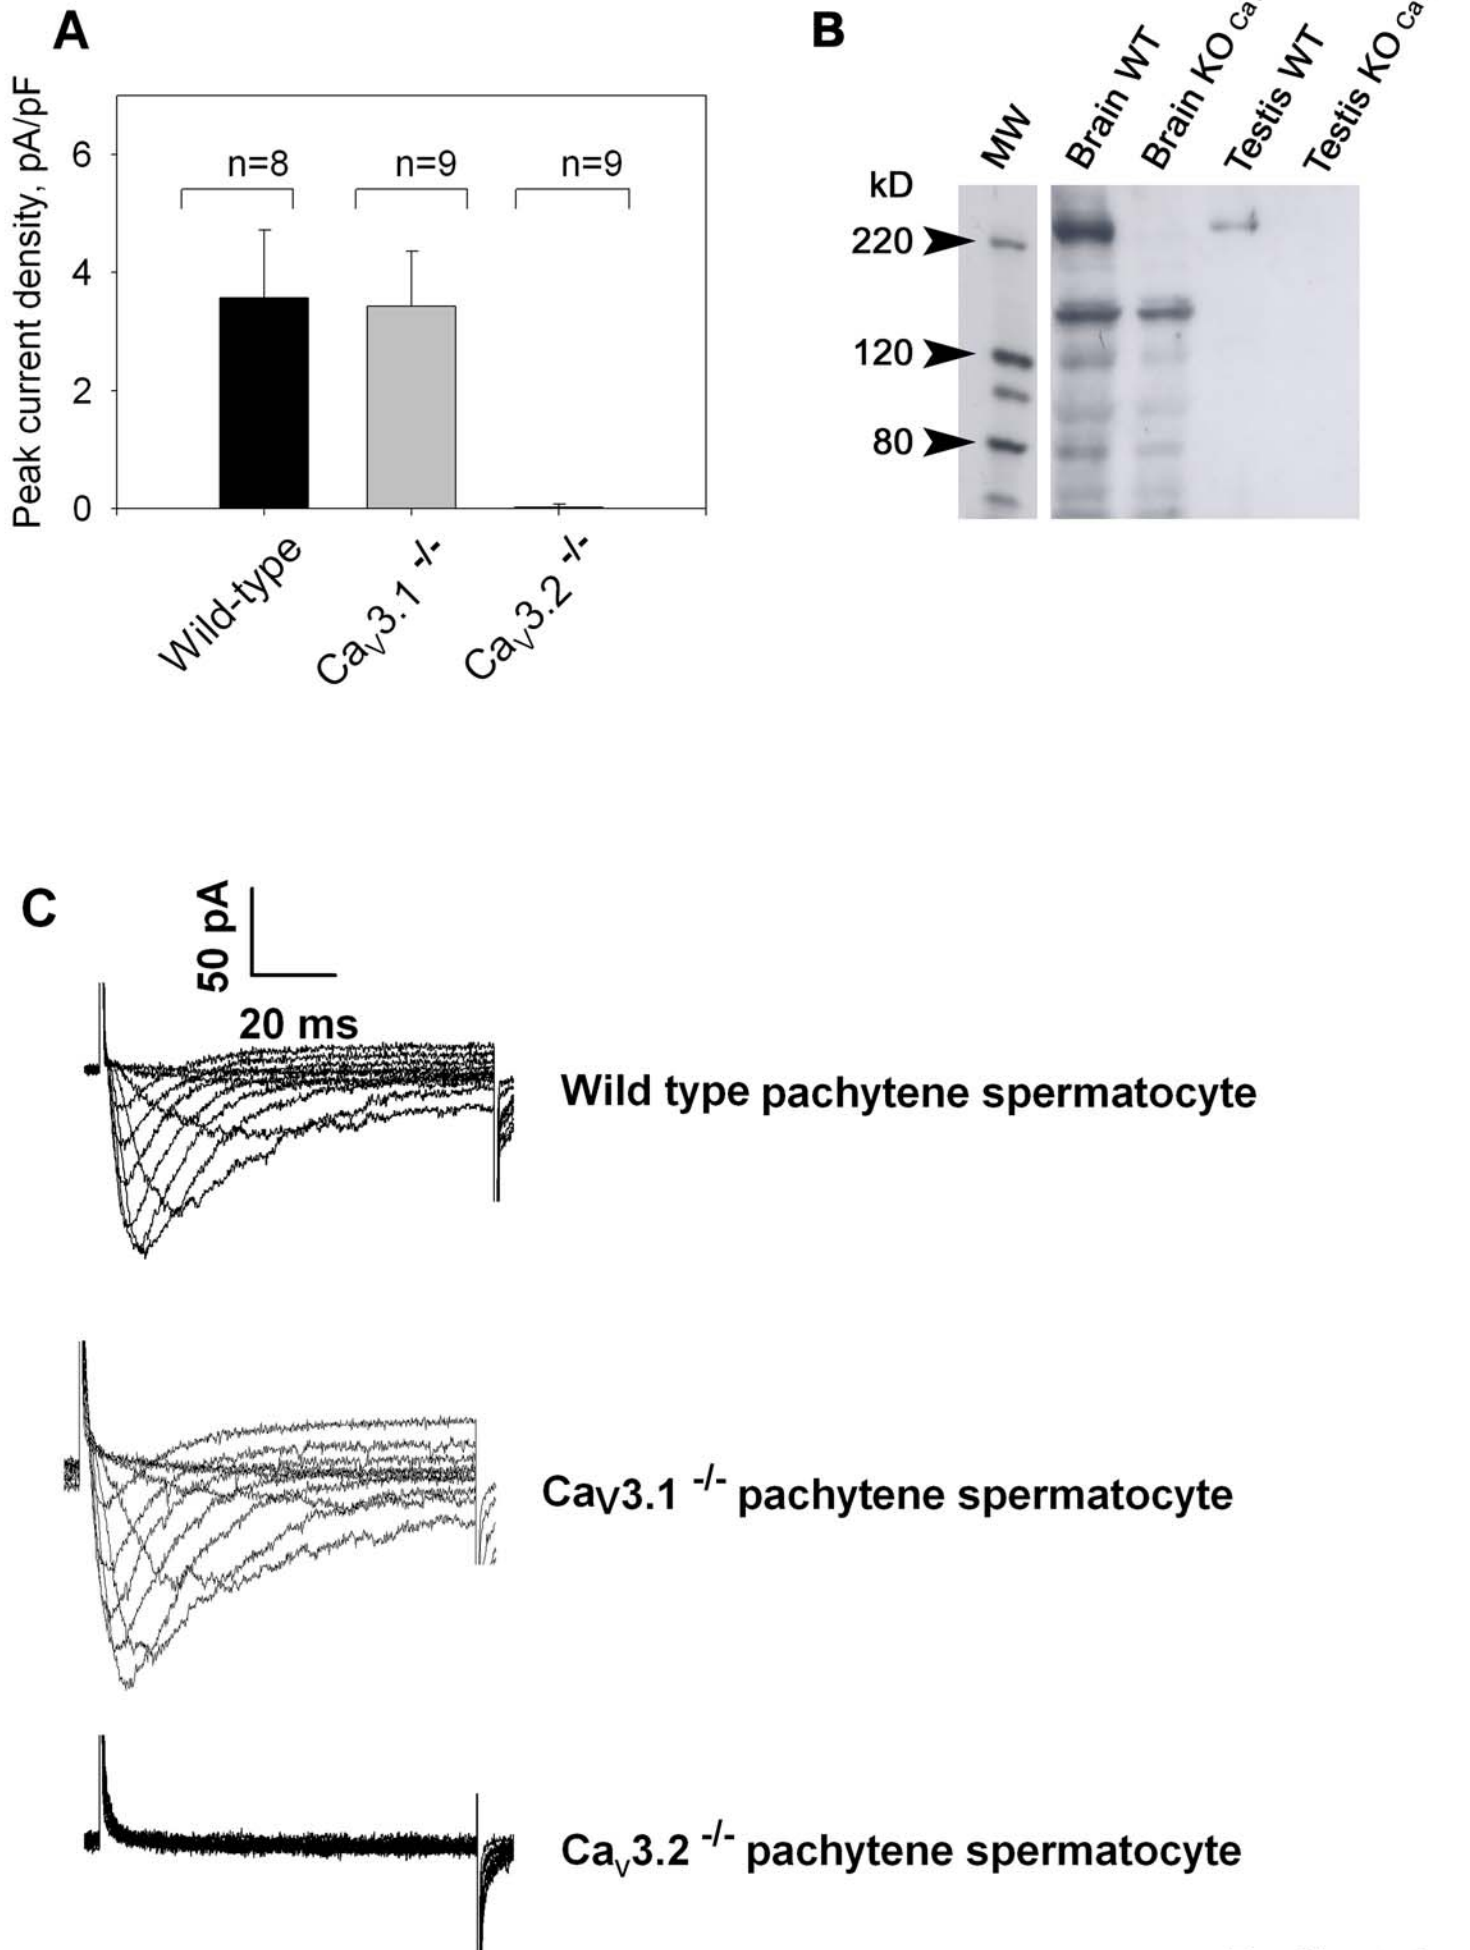 A
Peak current density, pA/pF
6
4
2
0
n=8
n=9
n=9
Wild-type
CaV3.1 -/-
CaV3.2 -/-
B
MW
Brain WT
Brain KO Ca
Testis WT
Testis KO Ca
kD
220
120
80
C
50 pA
20 ms
Wild type pachytene spermatocyte
CaV3.1 -/- pachytene spermatocyte
CaV3.2 -/- pachytene spermatocyte